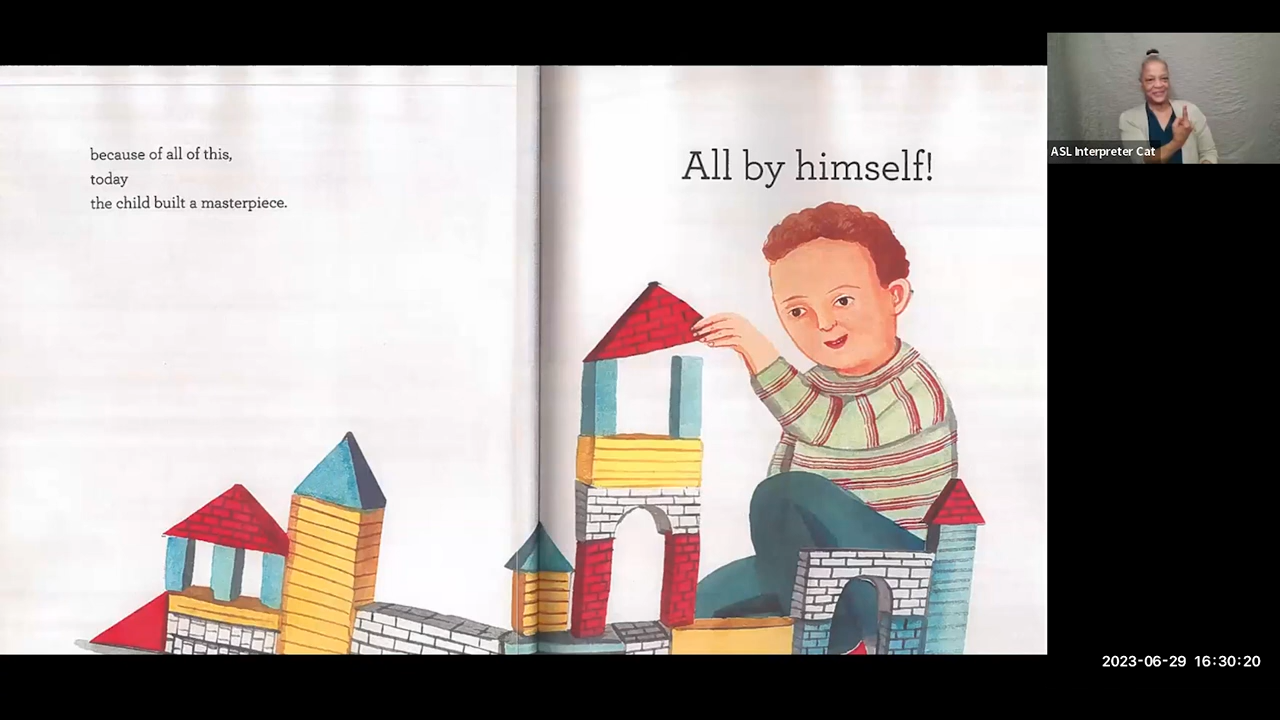 because of all of this,
today
the child built a masterpiece.
All by himself!
ASL Interpreter Cat
2023-06-29 16:30:20